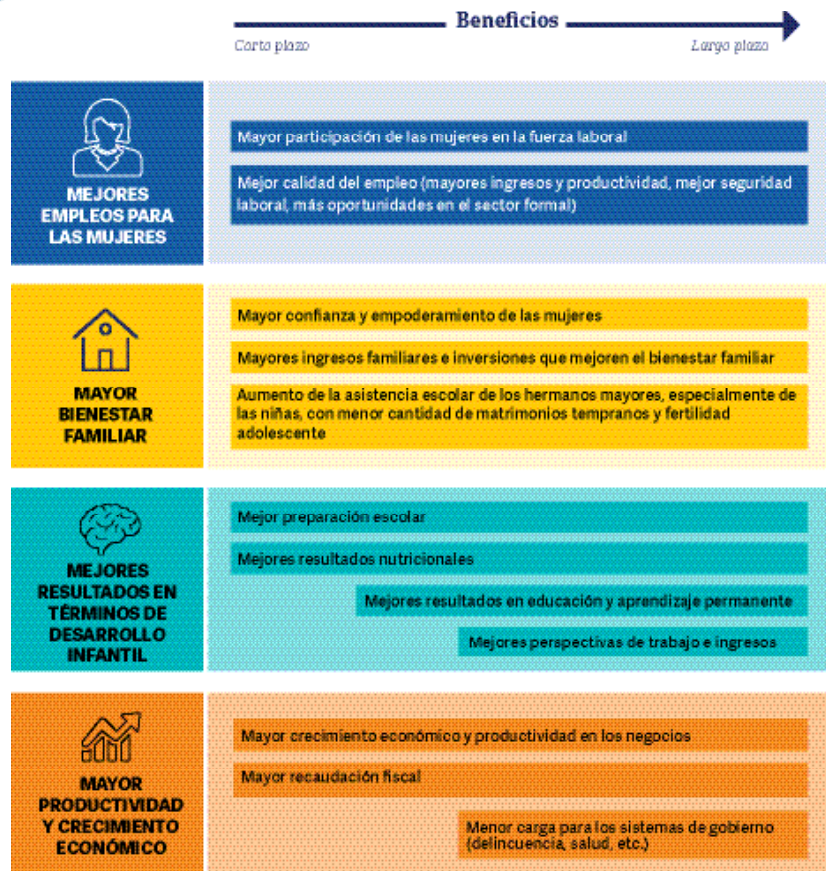 Beneficios
Corto plazo
Largo plazo
MEJORES
EMPLEOS PARA
LAS MUJERES
Mayor participación de las mujeres en la fuerza laboral
Mejor calidad del empleo (mayores ingresos y productividad, mejor seguridad
laboral, más oportunidades en el sector formal)
MAYOR
BIENESTAR
FAMILIAR
Mayor confianza y empoderamiento de las mujeres
Mayores ingresos familiares e inversiones que mejoren el bienestar familiar
Aumento de la asistencia escolar de los hermanos mayores, especialmente de
las niñas, con menor cantidad de matrimonios tempranos y fertilidad
adolescente
MEJORES
RESULTADOS EN
TÉRMINOS DE
DESARROLLO
INFANTIL
Mejor preparación escolar
Mejores resultados nutricionales
Mejores resultados en educación y aprendizaje permanente
Mejores perspectivas de trabajo e ingresos
MAYOR
PRODUCTIVIDAD
Y CRECIMIENTO
ECONÓMICO
Mayor crecimiento económico y productividad en los negocios
Mayor recaudación fiscal
Menor carga para los sistemas de gobierno
(delincuencia, salud, etc.)